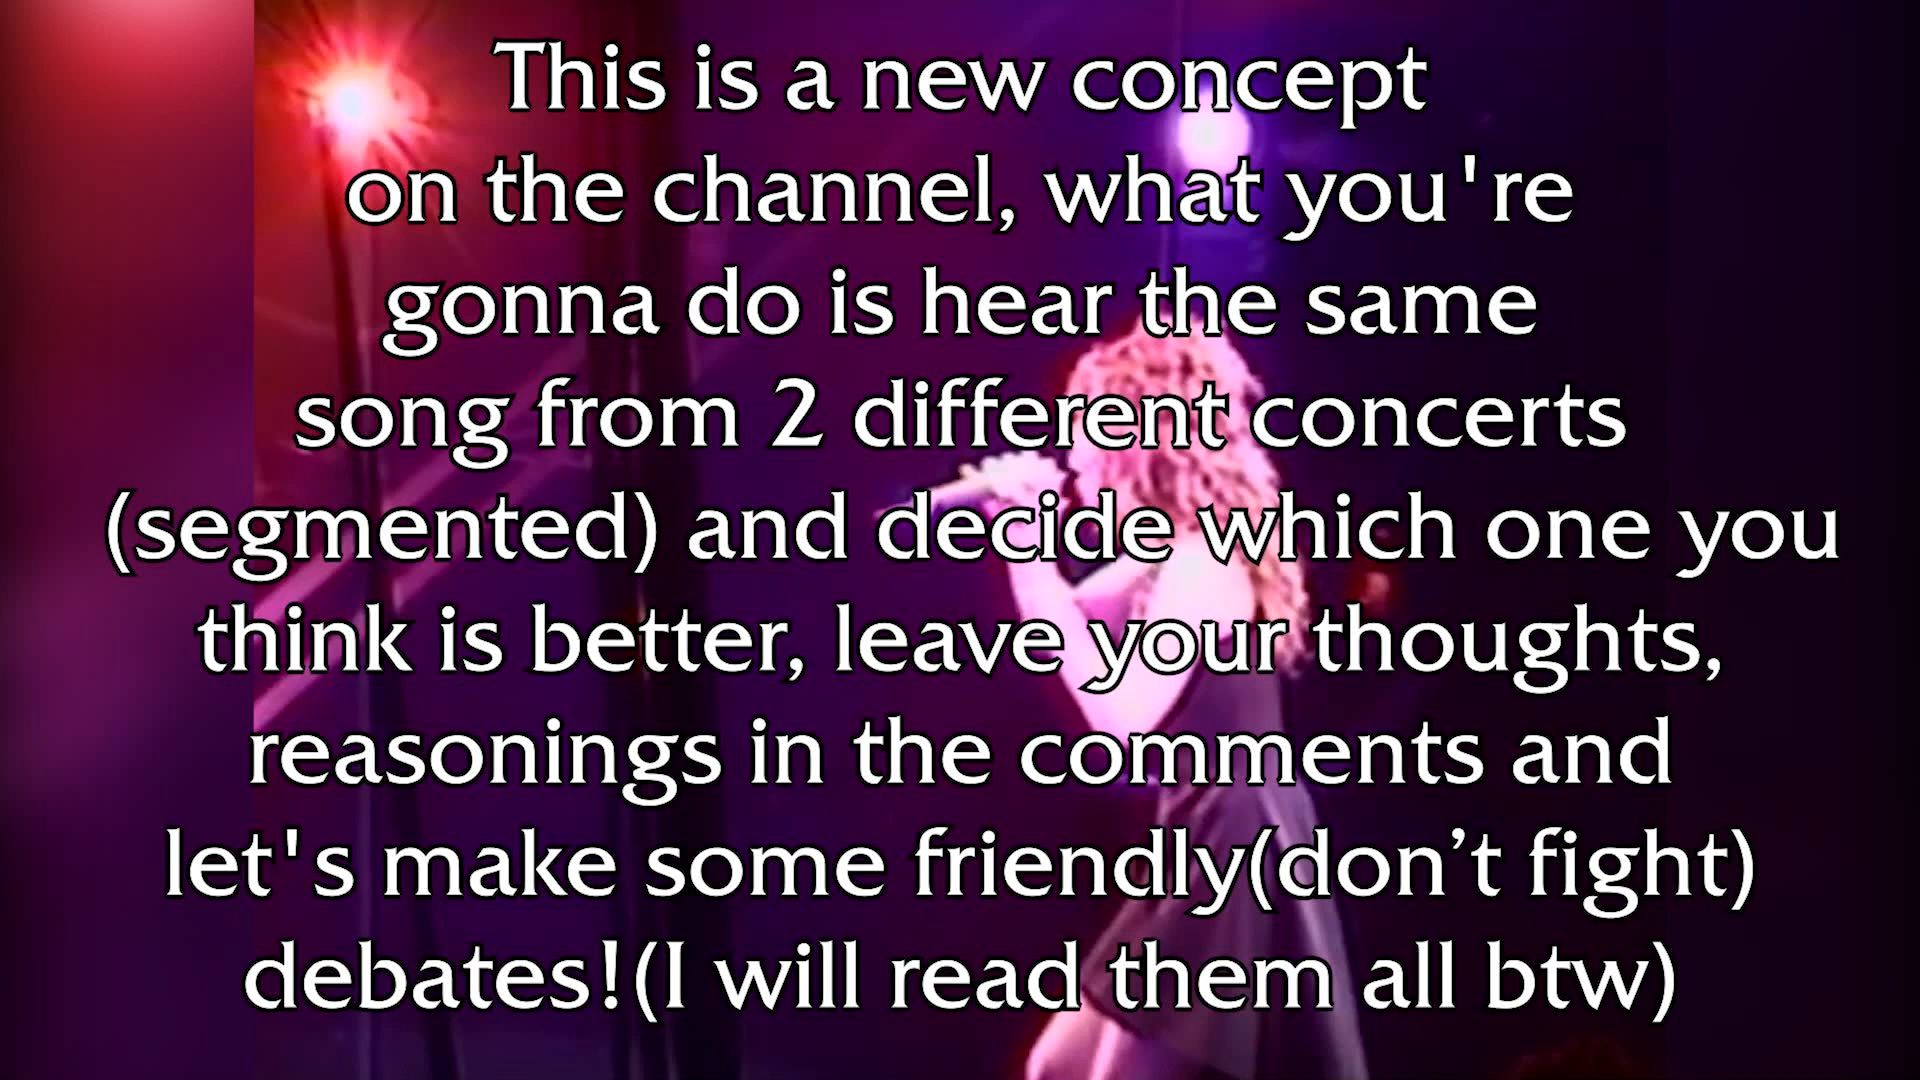 This is a new concept
on the channel, what you're
gonna do is hear the same
song from 2 different concerts
(segmented) and decide which one you
think is better, leave your thoughts,
reasonings in the comments and
let's make some friendly(don’t fight)
debates!(I will read them all btw)